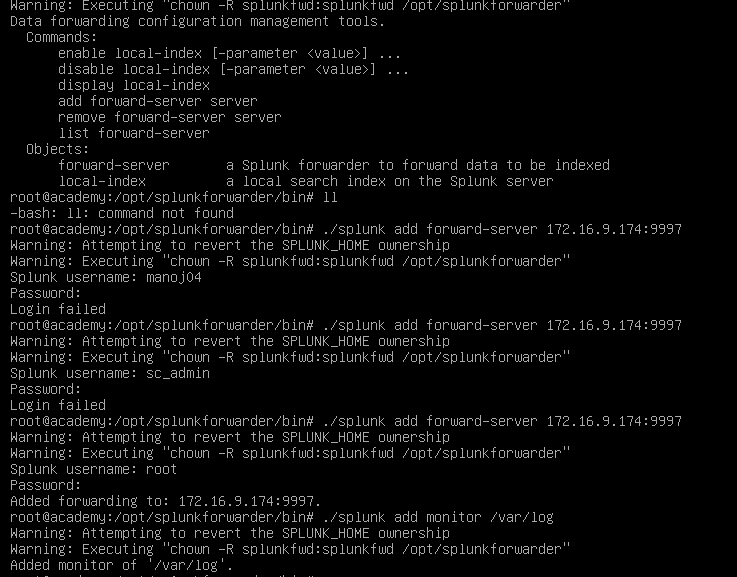 Warning: Executing "chown -R splunkfwd:splunkfwd /opt/splunkforwarder"
Data forwarding configuration management tools.
  Commands:
      enable local-index [-parameter <value>] ...
      disable local-index [-parameter <value>] ...
      display local-index
      add forward-server server
      remove forward-server server
      list forward-server
  Objects:
      forward-server       a Splunk forwarder to forward data to be indexed
      local-index          a local search index on the Splunk server
root@academy:/opt/splunkforwarder/bin# ll
-bash: ll: command not found
root@academy:/opt/splunkforwarder/bin# ./splunk add forward-server 172.16.9.174:9997
Warning: Attempting to revert the SPLUNK_HOME ownership
Warning: Executing "chown -R splunkfwd:splunkfwd /opt/splunkforwarder"
Splunk username: manoj04
Password:
Login failed
root@academy:/opt/splunkforwarder/bin# ./splunk add forward-server 172.16.9.174:9997
Warning: Attempting to revert the SPLUNK_HOME ownership
Warning: Executing "chown -R splunkfwd:splunkfwd /opt/splunkforwarder"
Splunk username: sc_admin
Password:
Login failed
root@academy:/opt/splunkforwarder/bin# ./splunk add forward-server 172.16.9.174:9997
Warning: Attempting to revert the SPLUNK_HOME ownership
Warning: Executing "chown -R splunkfwd:splunkfwd /opt/splunkforwarder"
Splunk username: root
Password:
Added forwarding to: 172.16.9.174:9997.
root@academy:/opt/splunkforwarder/bin# ./splunk add monitor /var/log
Warning: Attempting to revert the SPLUNK_HOME ownership
Warning: Executing "chown -R splunkfwd:splunkfwd /opt/splunkforwarder"
Added monitor of '/var/log'.